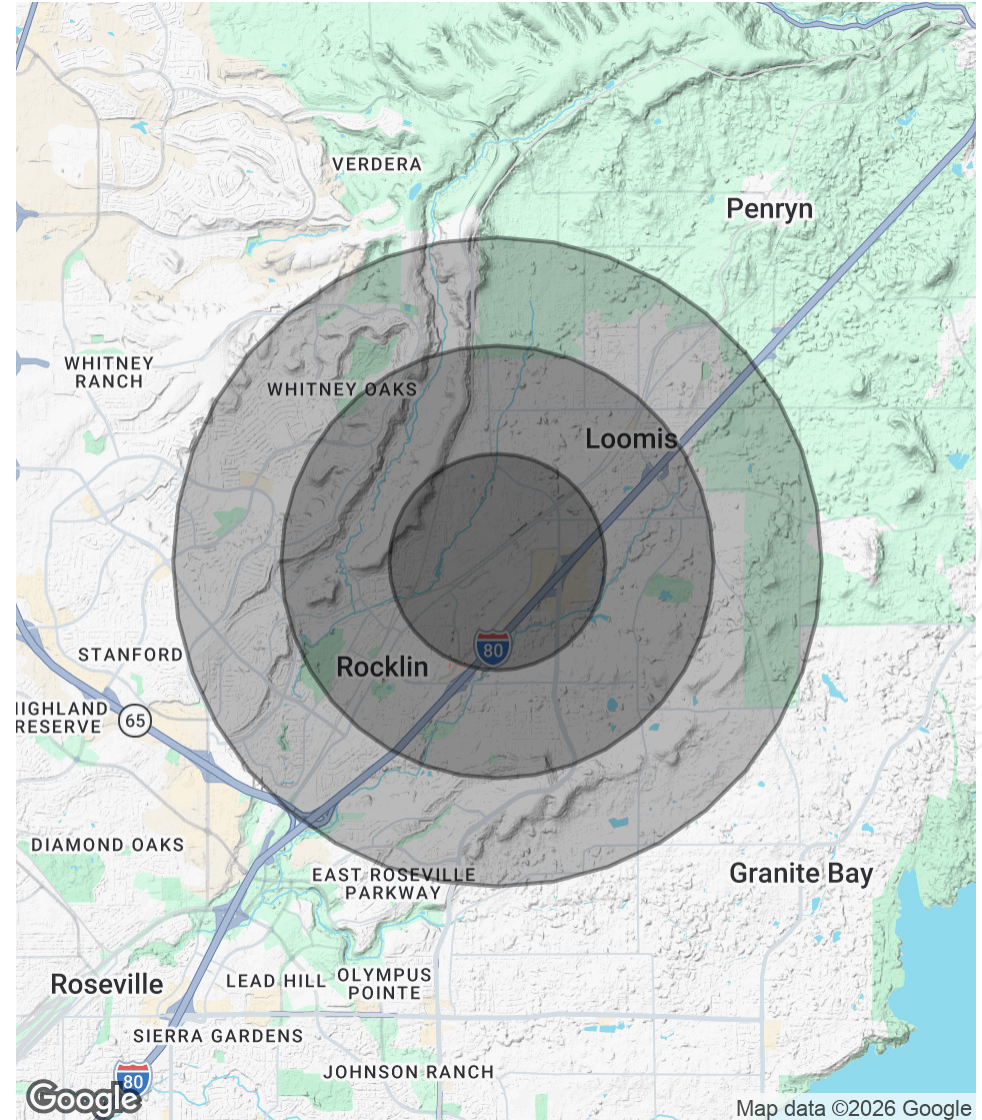 VERDERA
Penryn
WHITNEY
RANCH
WHITNEY OAKS
Loomis
80
STANFORD
Rocklin
HIGHLAND
RESERVE
65
DIAMOND OAKS
EAST ROSEVILLE
PARKWAY
Granite Bay
Roseville
LEAD HILL
OLYMPUS
POINTE
SIERRA GARDENS
JOHNSON RANCH
80
Google
Map data ©2026 Google